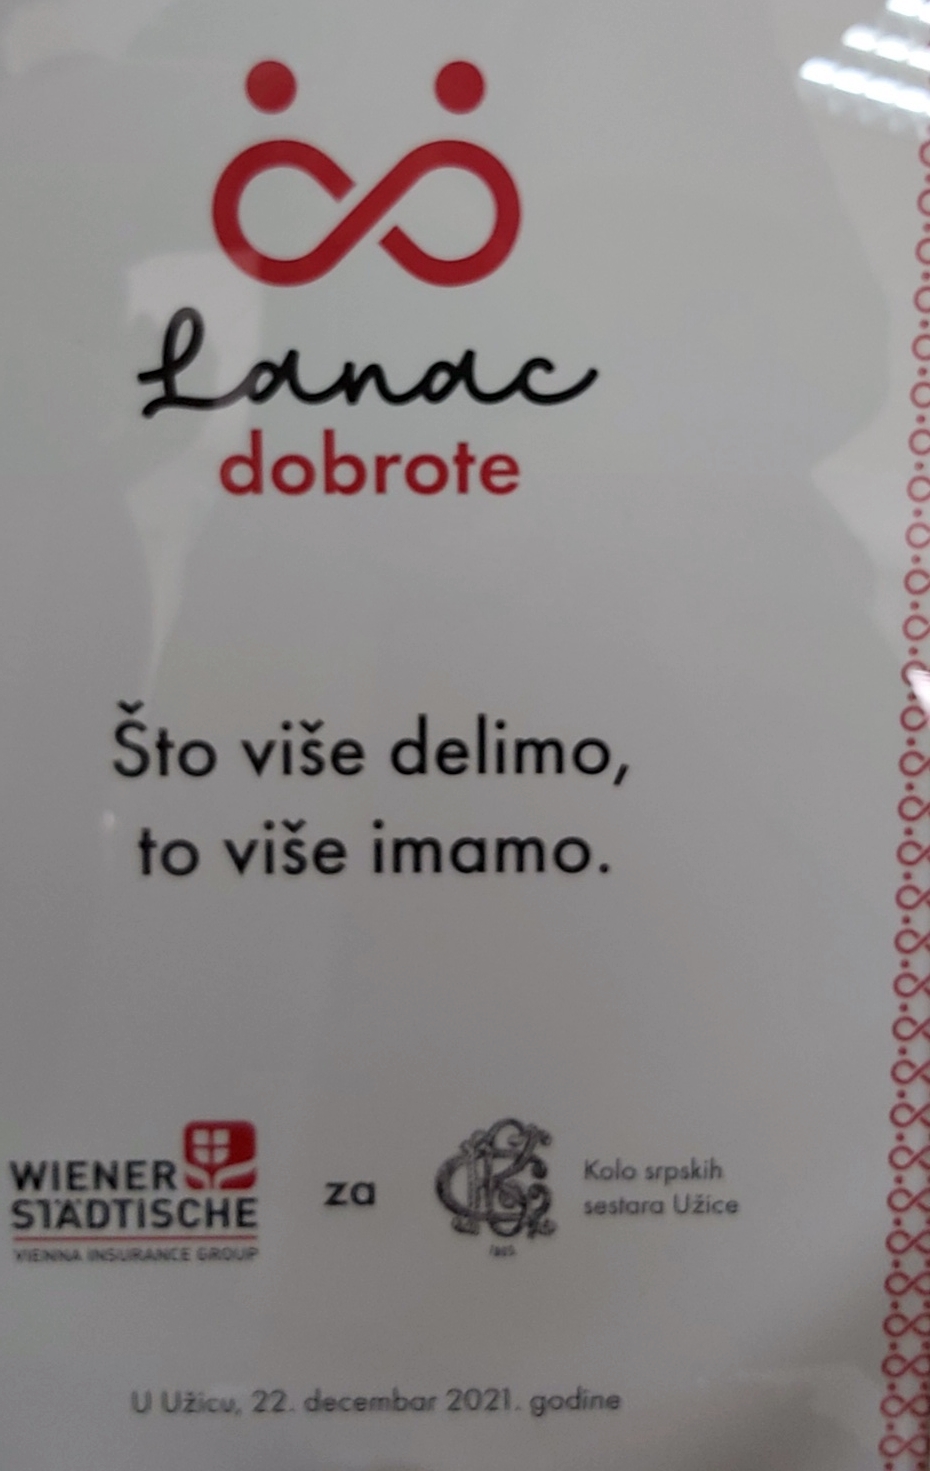 Lanac
dobrote
Što više delimo,
to više imamo.
WIENER
STÄDTISCHE
VIENNA INSURANCE GROUP
za
Kolo srpskih
sestara Užice
U Užicu, 22. decembar 2021. godine